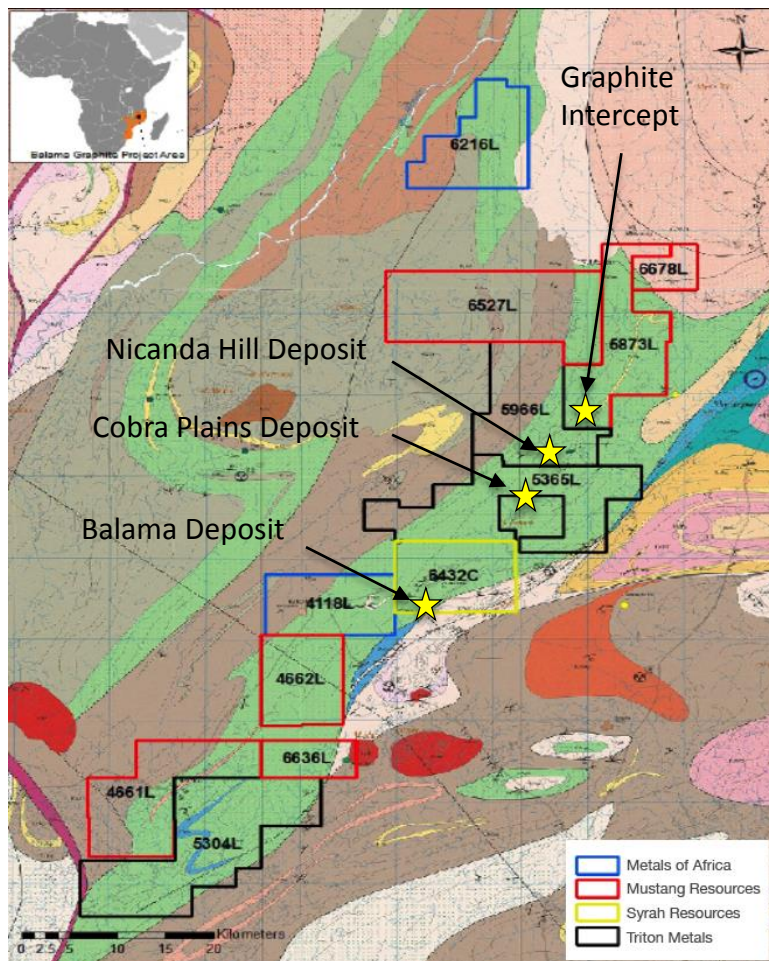 Balama Graphite Project Area
N
Graphite
Intercept
6216L
6678L
6527L
5873L
Nicanda Hill Deposit
5966L
Cobra Plains Deposit
5365L
Balama Deposit
6432C
4118L
4662L
6636L
4661L
5304L
Metals of Africa
Mustang Resources
Syrah Resources
Triton Metals
Kilometers
0 2.5 5 10 15 20